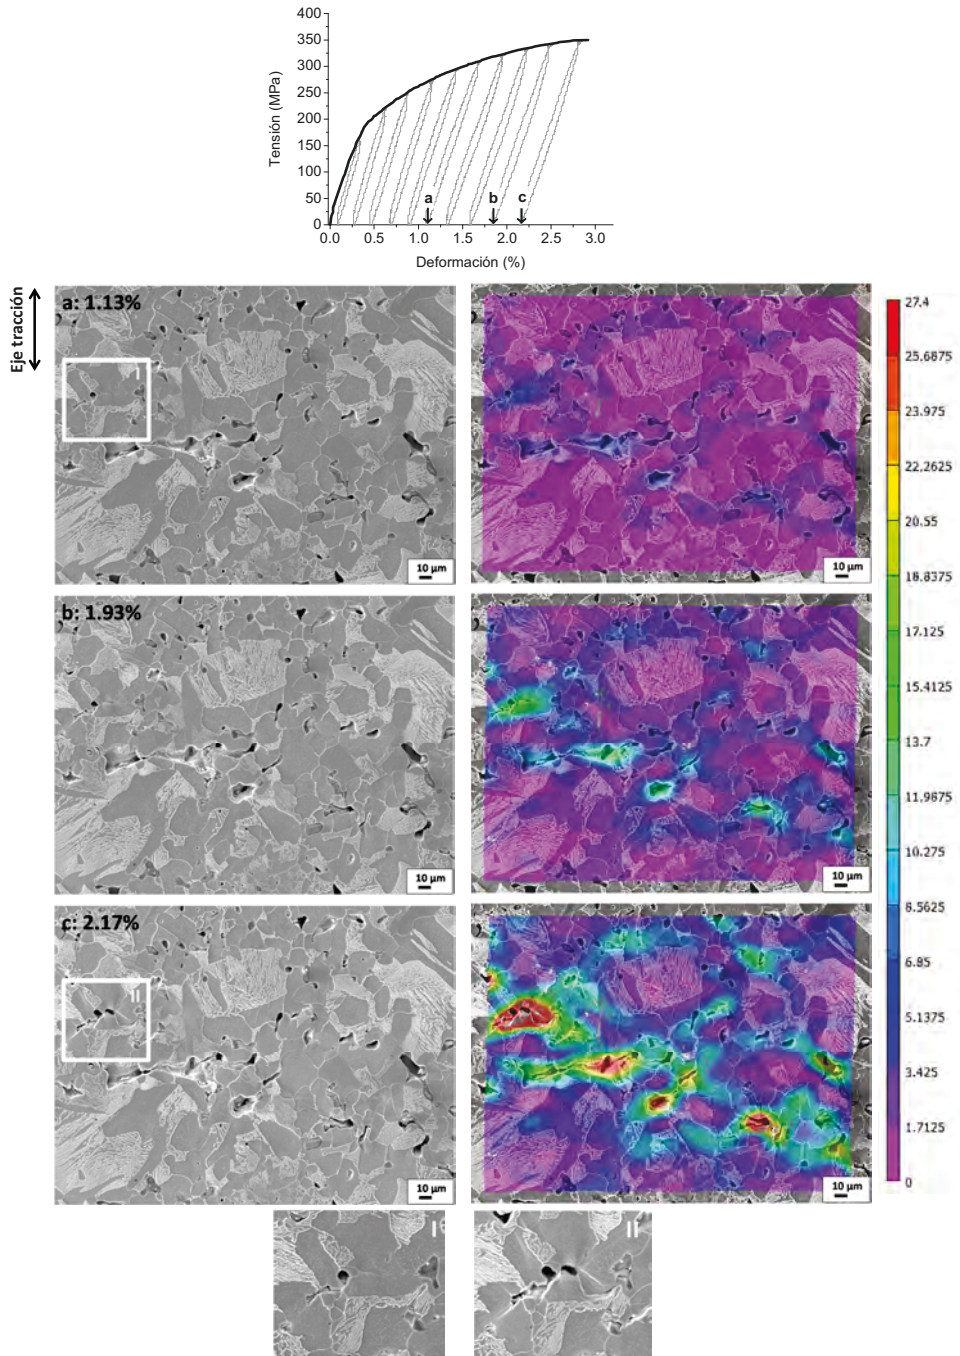 400
350
300
250
200
150
100
50
0
Tensión (MPa)
a
b
c
0.0 0.5 1.0 1.5 2.0 2.5 3.0
Deformación (%)
Eje tracción
a: 1.13%
I
10 µm
10 µm
b: 1.93%
10 µm
10 µm
c: 2.17%
II
10 µm
10 µm
27.4
25.6875
23.975
22.2625
20.55
18.8375
17.125
15.4125
13.7
11.9875
10.275
8.5625
6.85
5.1375
3.425
1.7125
0
I
II